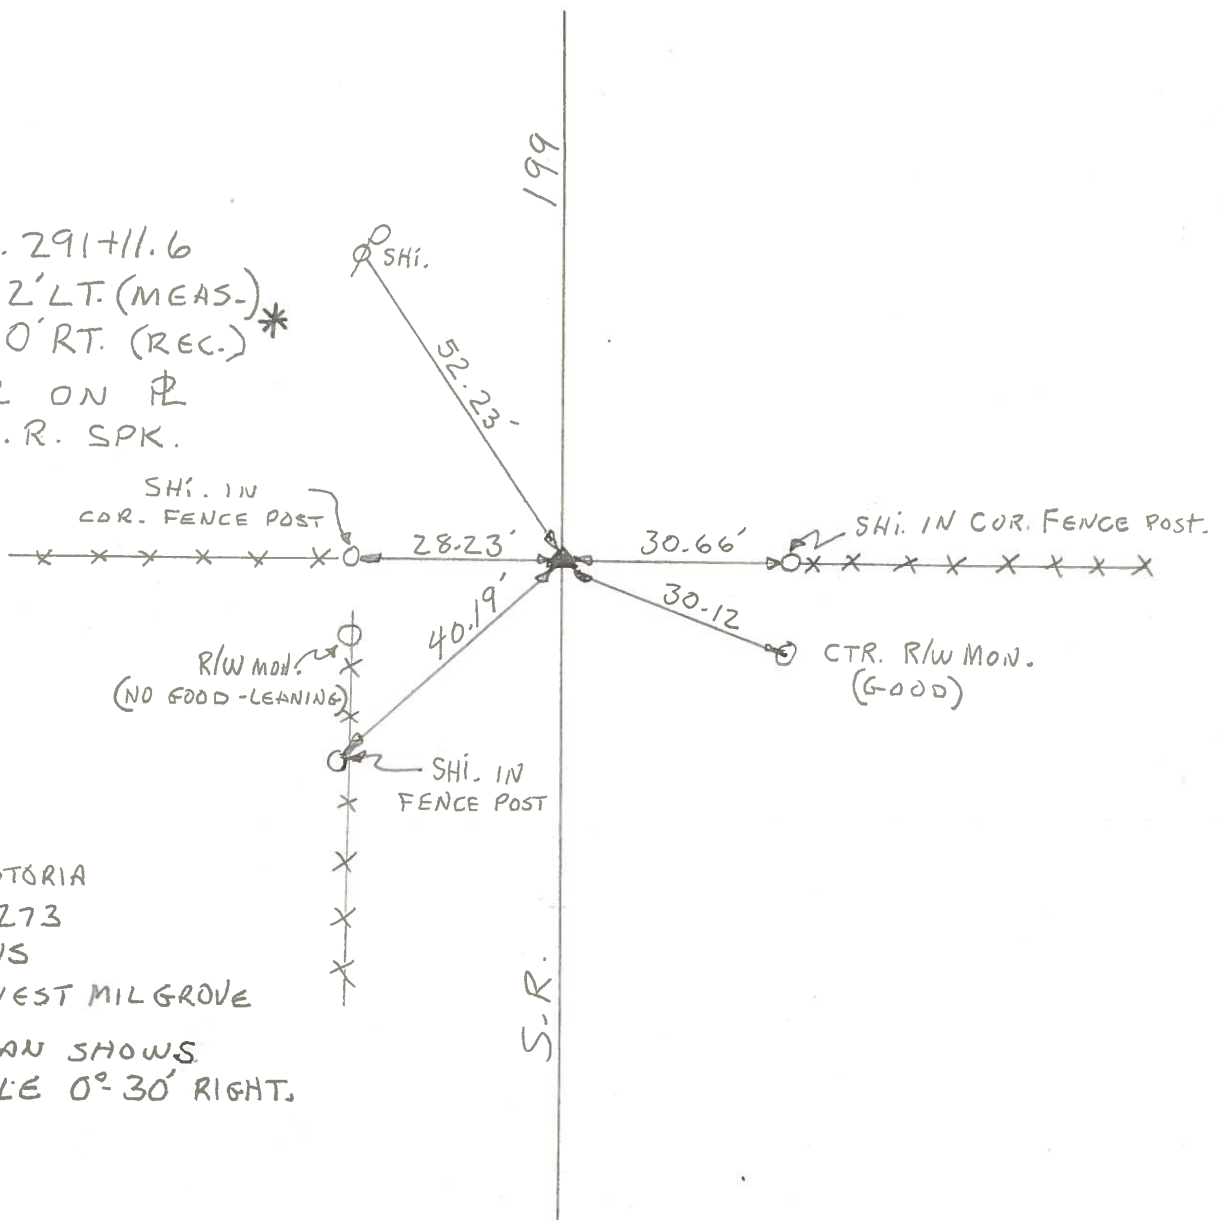 199
. 291+11.6
2' LT. (MEAS.)
0' RT. (REC.) *
ON PL
. R. SPK.
SHi.
52.23'
SHi. IN
COR. FENCE POST
28.23'
30.66'
SHi. IN COR. FENCE POST.
40.19'
30.12
R/W MON.
(NO GOOD - LEANING)
CTR. R/W MON.
(GOOD)
SHi. IN
FENCE POST
TORIA
273
WEST MILGROVE
AN SHOWS
LE 0°-30' RIGHT.
S.R.